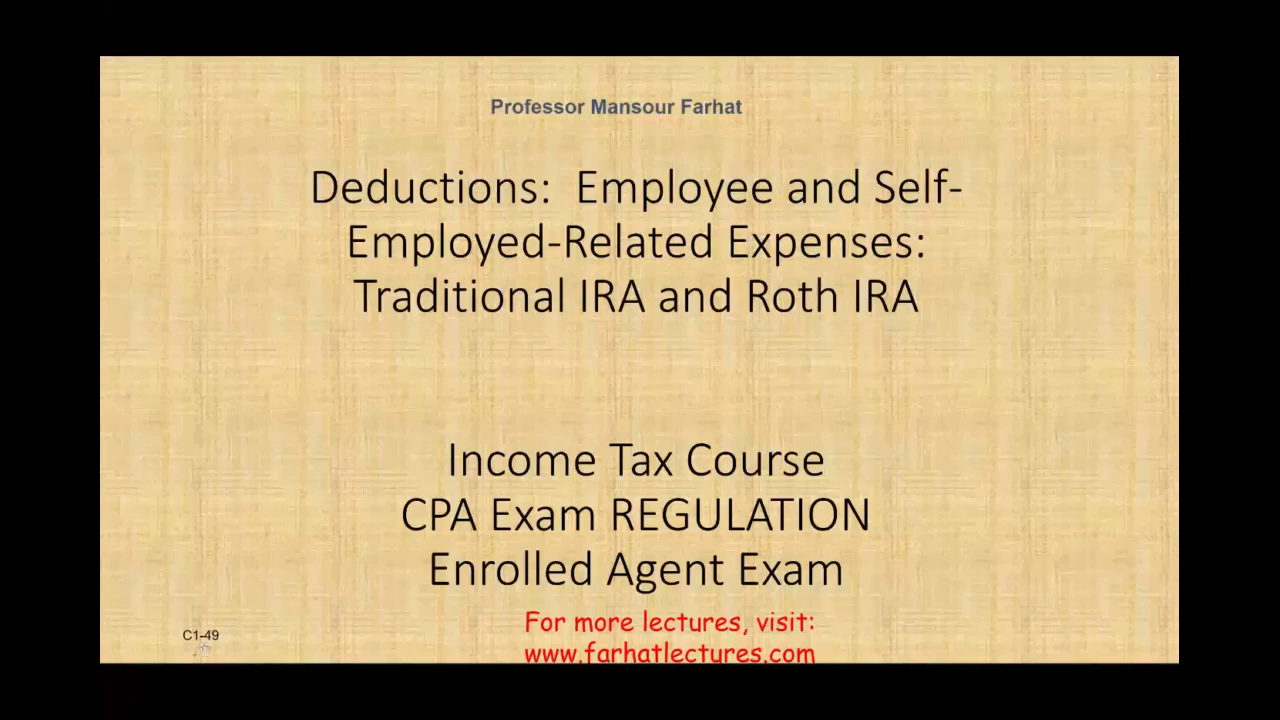 Professor Mansour Farhat
Deductions: Employee and Self-
Employed-Related Expenses:
Traditional IRA and Roth IRA
Income Tax Course
CPA Exam REGULATION
Enrolled Agent Exam
For more lectures, visit:
www.farhatlectures.com
C1-49